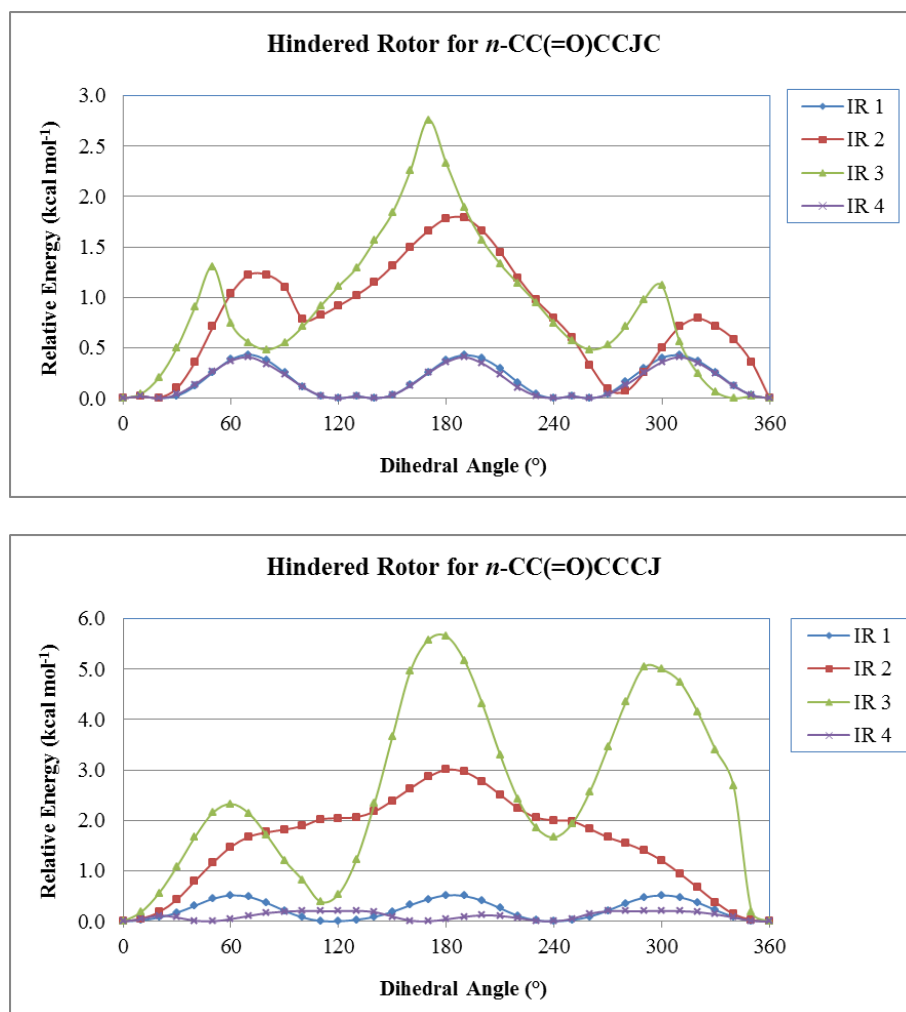 Hindered Rotor for n-CC(=O)CCJC
3.0
2.5
2.0
1.5
1.0
0.5
0.0
Relative Energy (kcal mol-1)
0 60 120 180 240 300 360
Dihedral Angle (°)
IR 1
IR 2
IR 3
IR 4
Hindered Rotor for n-CC(=O)CCCJ
6.0
5.0
4.0
3.0
2.0
1.0
0.0
Relative Energy (kcal mol-1)
0 60 120 180 240 300 360
Dihedral Angle (°)
IR 1
IR 2
IR 3
IR 4